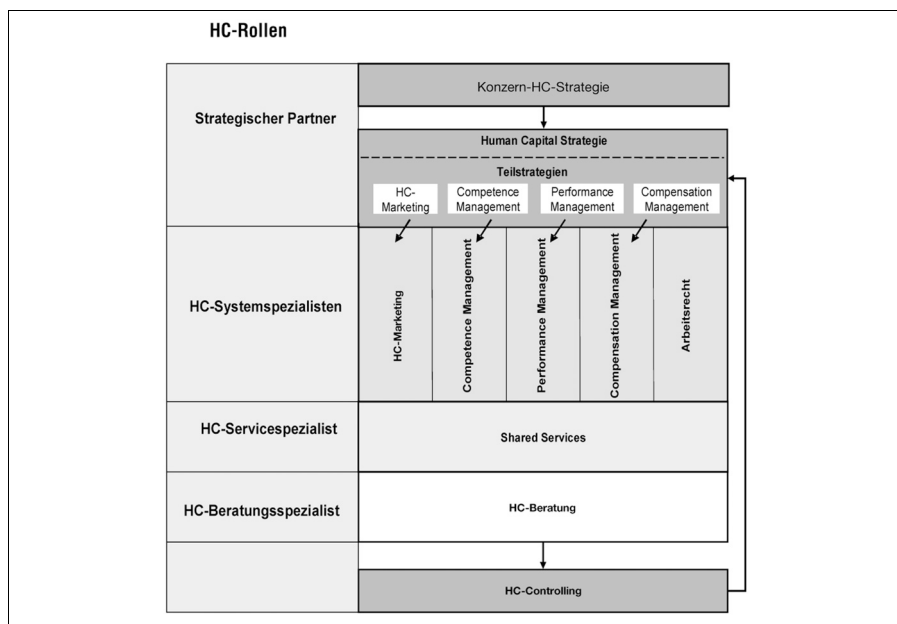 HC-Rollen
Strategischer Partner
Konzern-HC-Strategie
Human Capital Strategie
Teilstrategien
HC-
Marketing
Competence
Management
Performance
Management
Compensation
Management
HC-Systemspezialisten
HC-Marketing
Competence Management
Performance Management
Compensation Management
Arbeitsrecht
HC-Servicespezialist
Shared Services
HC-Beratungsspezialist
HC-Beratung
HC-Controlling